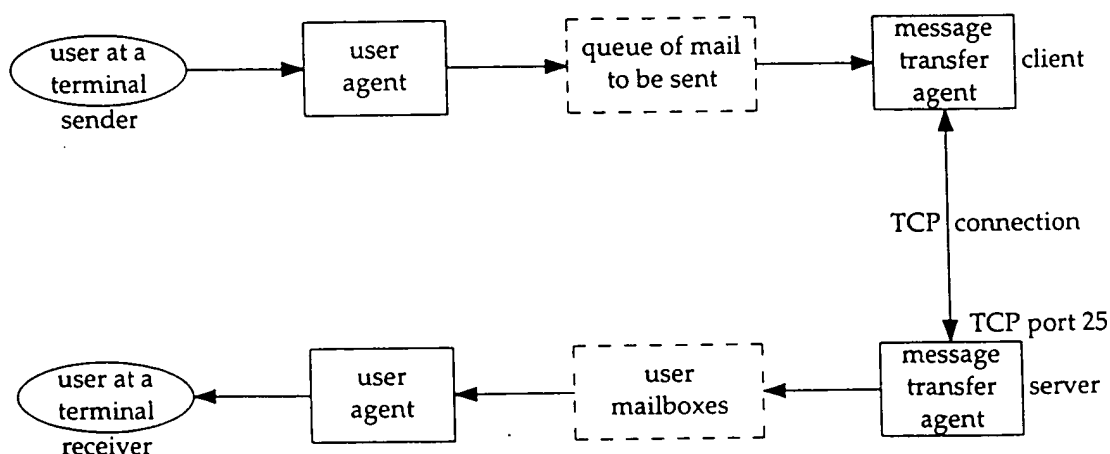 user at a
terminal
sender
user
agent
queue of mail
to be sent
message
transfer
agent
client
TCP connection
TCP port 25
message
transfer
agent
server
user
mailboxes
user
agent
user at a
terminal
receiver